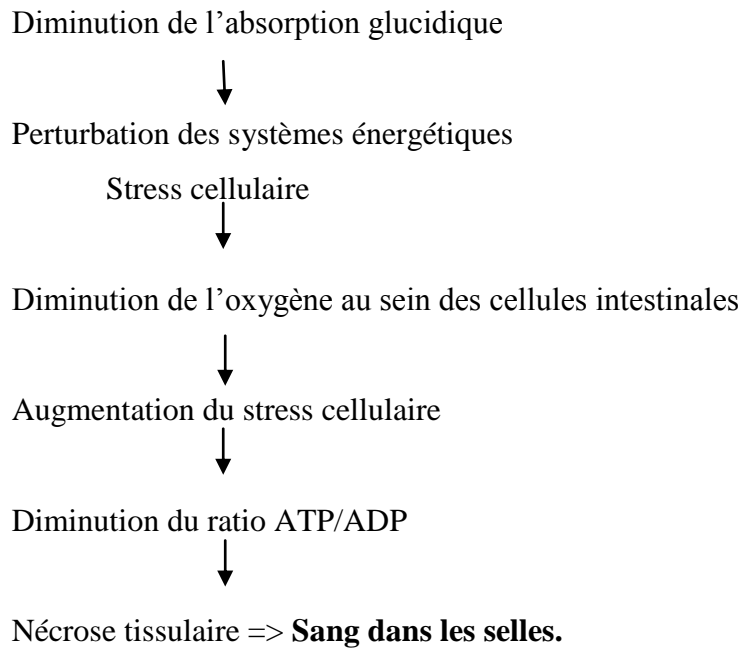 Diminution de l’absorption glucidique
Perturbation des systèmes énergétiques
Stress cellulaire
Diminution de l’oxygène au sein des cellules intestinales
Augmentation du stress cellulaire
Diminution du ratio ATP/ADP
Nécrose tissulaire => Sang dans les selles.